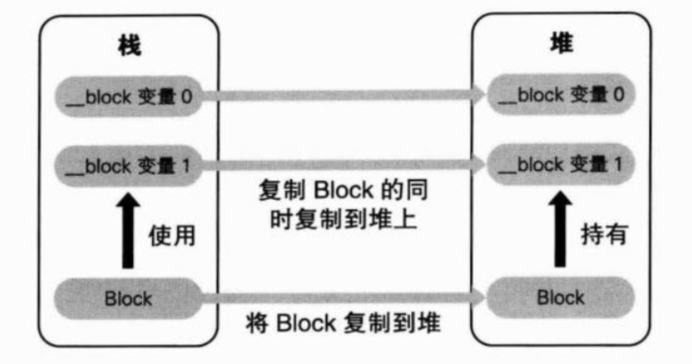 栈
堆
__block 变量 0
__block 变量 0
__block 变量 1
__block 变量 1
复制 Block 的同
时复制到堆上
使用
持有
Block
Block
将 Block 复制到堆